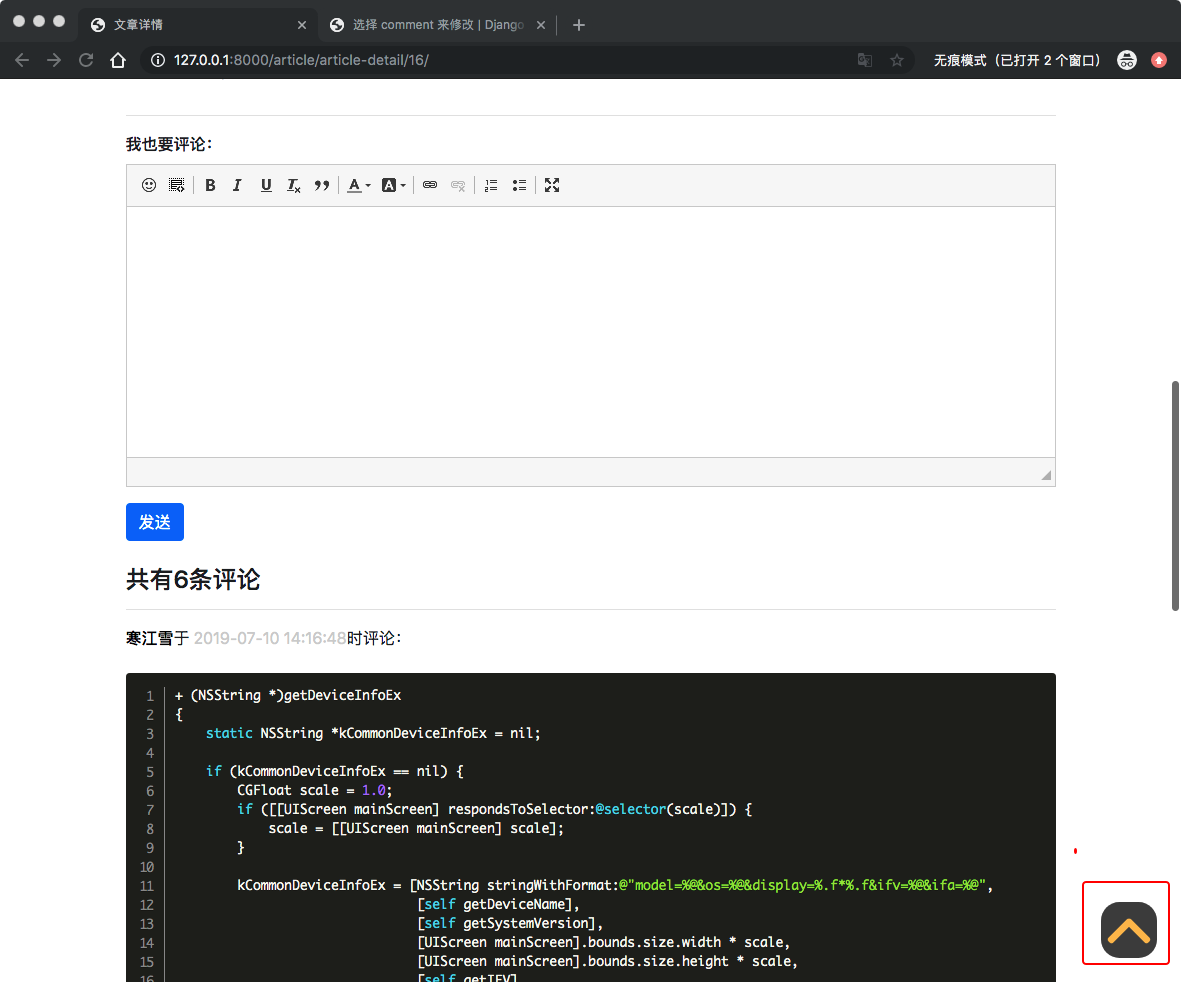 文章详情
选择 comment 来修改 | Django
127.0.0.1:8000/article/article-detail/16/
无痕模式（已打开 2 个窗口）
我也要评论：
发送
共有6条评论
寒江雪于 2019-07-10 14:16:48时评论：
1 + (NSString *)getDeviceInfoEx
2 {
3     static NSString *kCommonDeviceInfoEx = nil;
4
5     if (kCommonDeviceInfoEx == nil) {
6         CGFloat scale = 1.0;
7         if ([[UIScreen mainScreen] respondsToSelector:@selector(scale)]) {
8             scale = [[UIScreen mainScreen] scale];
9         }
10
11         kCommonDeviceInfoEx = [NSString stringWithFormat:@"model=%@&os=%@&display=%.f*%.f&ifv=%@&ifa=%@",
12                                [self getDeviceName],
13                                [self getSystemVersion],
14                                [UIScreen mainScreen].bounds.size.width * scale,
15                                [UIScreen mainScreen].bounds.size.height * scale,
16                                [self getIFV]